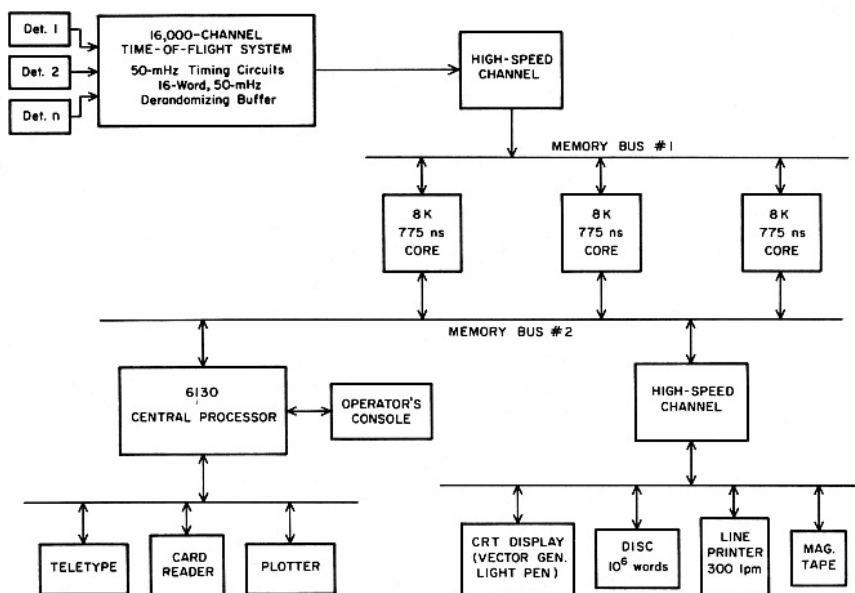 Det. 1
Det. 2
Det. n
16,000-CHANNEL
TIME-OF-FLIGHT SYSTEM
50-mHz Timing Circuits
16-Word, 50-mHz
Derandomizing Buffer
HIGH-SPEED
CHANNEL
MEMORY BUS #1
8K
775 ns
CORE
8K
775 ns
CORE
8K
775 ns
CORE
MEMORY BUS #2
6130
CENTRAL PROCESSOR
OPERATOR'S
CONSOLE
HIGH-SPEED
CHANNEL
TELETYPE
CARD
READER
PLOTTER
CRT DISPLAY
(VECTOR GEN.
LIGHT PEN)
DISC
10⁶ words
LINE
PRINTER
300 lpm
MAG.
TAPE